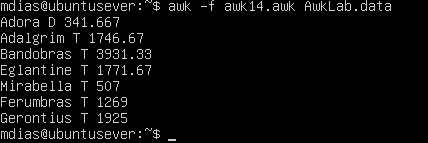 mdias@ubuntusever:~$ awk -f awk14.awk AwkLab.data
Adora D 341.667
Adalgrim T 1746.67
Bandobras T 3931.33
Eglantine T 1771.67
Mirabella T 507
Ferumbras T 1269
Gerontius T 1925
mdias@ubuntusever:~$ _